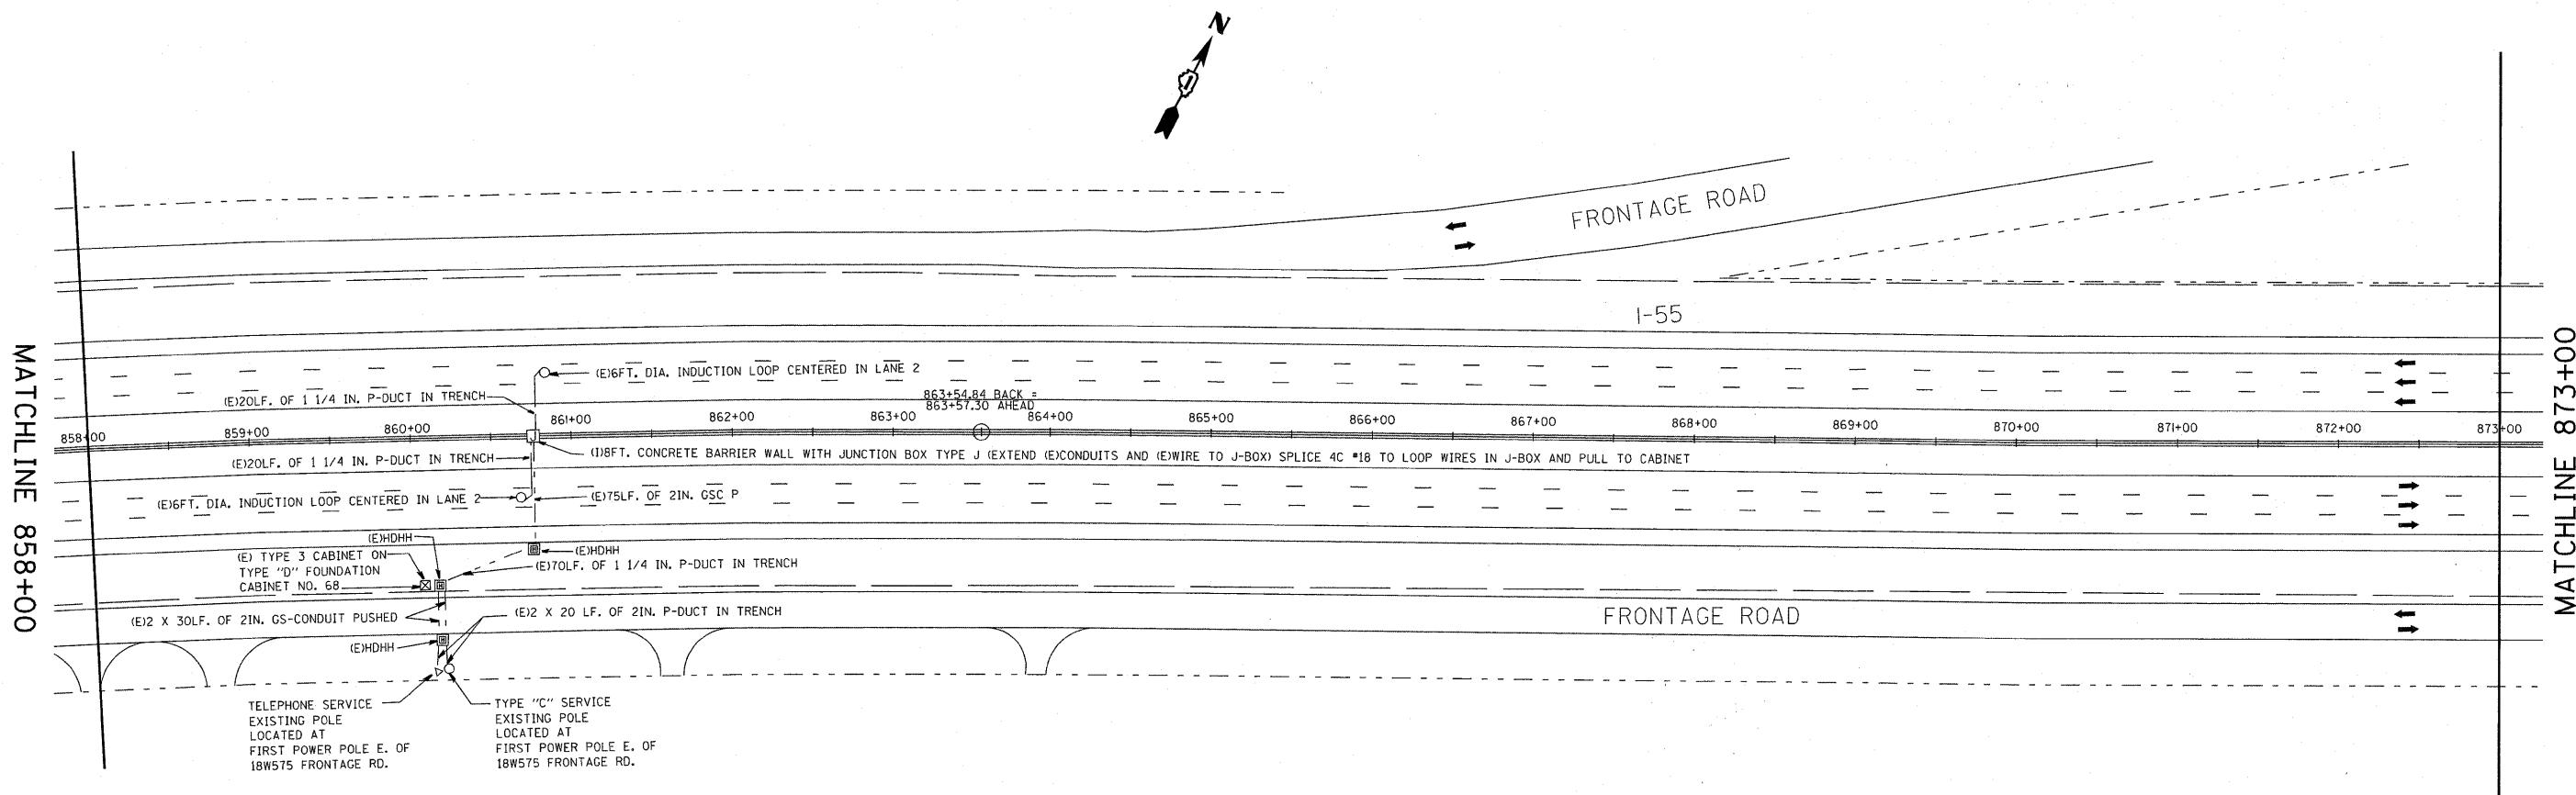 N
FRONTAGE ROAD
I-55
MATCHLINE 858+00
MATCHLINE 873+00
(E)6FT. DIA. INDUCTION LOOP CENTERED IN LANE 2
(E)20LF. OF 1 1/4 IN. P-DUCT IN TRENCH
863+54.84 BACK =
863+57.30 AHEAD
858+00 859+00 860+00 861+00 862+00 863+00 864+00 865+00 866+00 867+00 868+00 869+00 870+00 871+00 872+00 873+00
(E)20LF. OF 1 1/4 IN. P-DUCT IN TRENCH
(I)8FT. CONCRETE BARRIER WALL WITH JUNCTION BOX TYPE J (EXTEND (E)CONDUITS AND (E)WIRE TO J-BOX) SPLICE 4C #18 TO LOOP WIRES IN J-BOX AND PULL TO CABINET
(E)6FT. DIA. INDUCTION LOOP CENTERED IN LANE 2
(E)75LF. OF 2IN. GSC P
(E)HDHH
(E)HDHH
(E) TYPE 3 CABINET ON
TYPE "D" FOUNDATION
CABINET NO. 68
(E)70LF. OF 1 1/4 IN. P-DUCT IN TRENCH
(E)2 X 30LF. OF 2IN. GS-CONDUIT PUSHED
(E)2 X 20 LF. OF 2IN. P-DUCT IN TRENCH
FRONTAGE ROAD
(E)HDHH
TELEPHONE SERVICE
EXISTING POLE
LOCATED AT
FIRST POWER POLE E. OF
18W575 FRONTAGE RD.
TYPE "C" SERVICE
EXISTING POLE
LOCATED AT
FIRST POWER POLE E. OF
18W575 FRONTAGE RD.